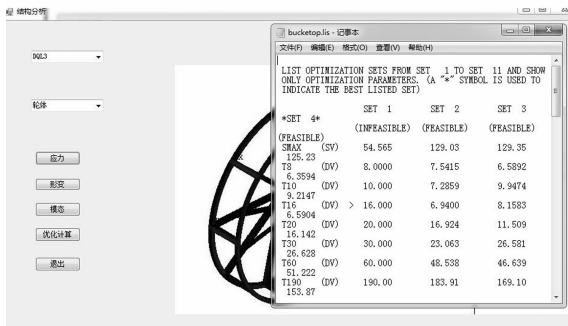 结构分析
DQL3
轮体
应力
形变
模态
优化计算
退出
bucketop.lis - 记事本
文件(F) 编辑(E) 格式(O) 查看(V) 帮助(H)
LIST OPTIMIZATION SETS FROM SET 1 TO SET 11 AND SHOW
ONLY OPTIMIZATION PARAMETERS. (A "*" SYMBOL IS USED TO
INDICATE THE BEST LISTED SET)
SET 1 SET 2 SET 3
*SET 4*
(INFEASIBLE) (FEASIBLE) (FEASIBLE)
(FEASIBLE)
SMAX (SV) 54.565 129.03 129.35
125.23
T8 (DV) 8.0000 7.5415 6.5892
6.3594
T10 (DV) 10.000 7.2859 9.9474
9.2147
T16 (DV) > 16.000 6.9400 8.1583
6.5904
T20 (DV) 20.000 16.924 11.509
16.142
T30 (DV) 30.000 23.063 26.581
26.628
T60 (DV) 60.000 48.538 46.639
51.222
T190 (DV) 190.00 183.91 169.10
153.87
X